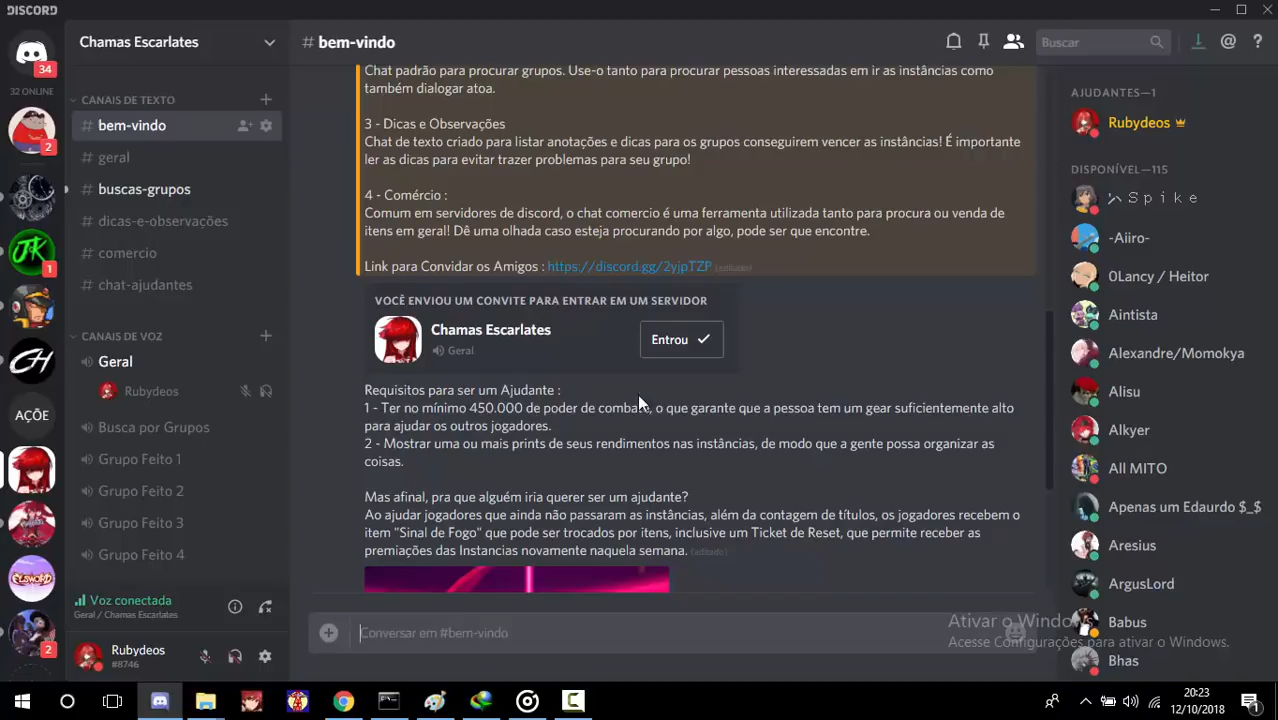 DISCORD
34
32 ONLINE
2
1
CH
AÇÕE
2
Chamas Escarlates
CANAIS DE TEXTO
# bem-vindo
# geral
# buscas-grupos
# dicas-e-observações
# comercio
# chat-ajudantes
CANAIS DE VOZ
Geral
Rubydeos
Busca por Grupos
Grupo Feito 1
Grupo Feito 2
Grupo Feito 3
Grupo Feito 4
Voz conectada
Geral / Chamas Escarlates
Rubydeos
#8746
# bem-vindo
Buscar
Chat padrão para procurar grupos. Use-o tanto para procurar pessoas interessadas em ir as instâncias como
também dialogar atoa.
3 - Dicas e Observações
Chat de texto criado para listar anotações e dicas para os grupos conseguirem vencer as instâncias! É importante
ler as dicas para evitar trazer problemas para seu grupo!
4 - Comércio :
Comum em servidores de discord, o chat comercio é uma ferramenta utilizada tanto para procura ou venda de
itens em geral! Dê uma olhada caso esteja procurando por algo, pode ser que encontre.
Link para Convidar os Amigos : https://discord.gg/2yjpTZP (editado)
VOCÊ ENVIOU UM CONVITE PARA ENTRAR EM UM SERVIDOR
Chamas Escarlates
Geral
Entrou
Requisitos para ser um Ajudante :
1 - Ter no mínimo 450.000 de poder de combate, o que garante que a pessoa tem um gear suficientemente alto
para ajudar os outros jogadores.
2 - Mostrar uma ou mais prints de seus rendimentos nas instâncias, de modo que a gente possa organizar as
coisas.
Mas afinal, pra que alguém iria querer ser um ajudante?
Ao ajudar jogadores que ainda não passaram as instâncias, além da contagem de títulos, os jogadores recebem o
item "Sinal de Fogo" que pode ser trocados por itens, inclusive um Ticket de Reset, que permite receber as
premiações das Instancias novamente naquela semana. (editado)
Conversar em #bem-vindo
AJUDANTES—1
Rubydeos
DISPONÍVEL—115
Spike
-Aiiro-
0Lancy / Heitor
Aintista
Alexandre/Momokya
Alisu
Alkyer
All MITO
Apenas um Edaurdo $_$
Aresius
ArgusLord
Babus
Bhas
Ativar o Windows
Acesse Configurações para ativar o Windows.
20:23
12/10/2018
1